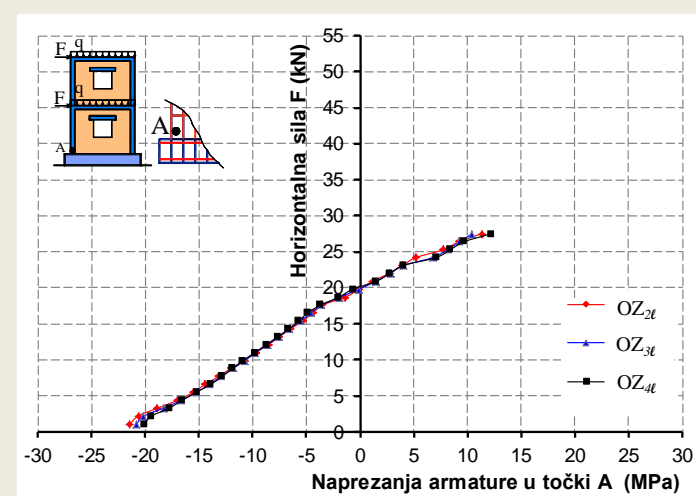 55
50
45
40
35
30
25
20
15
10
5
0
-30 -25 -20 -15 -10 -5 0 5 10 15 20 25 30
Horizontalna sila F (kN)
Naprezanja armature u točki A (MPa)
q
F
q
F
A
A
OZ2ℓ
OZ3ℓ
OZ4ℓ